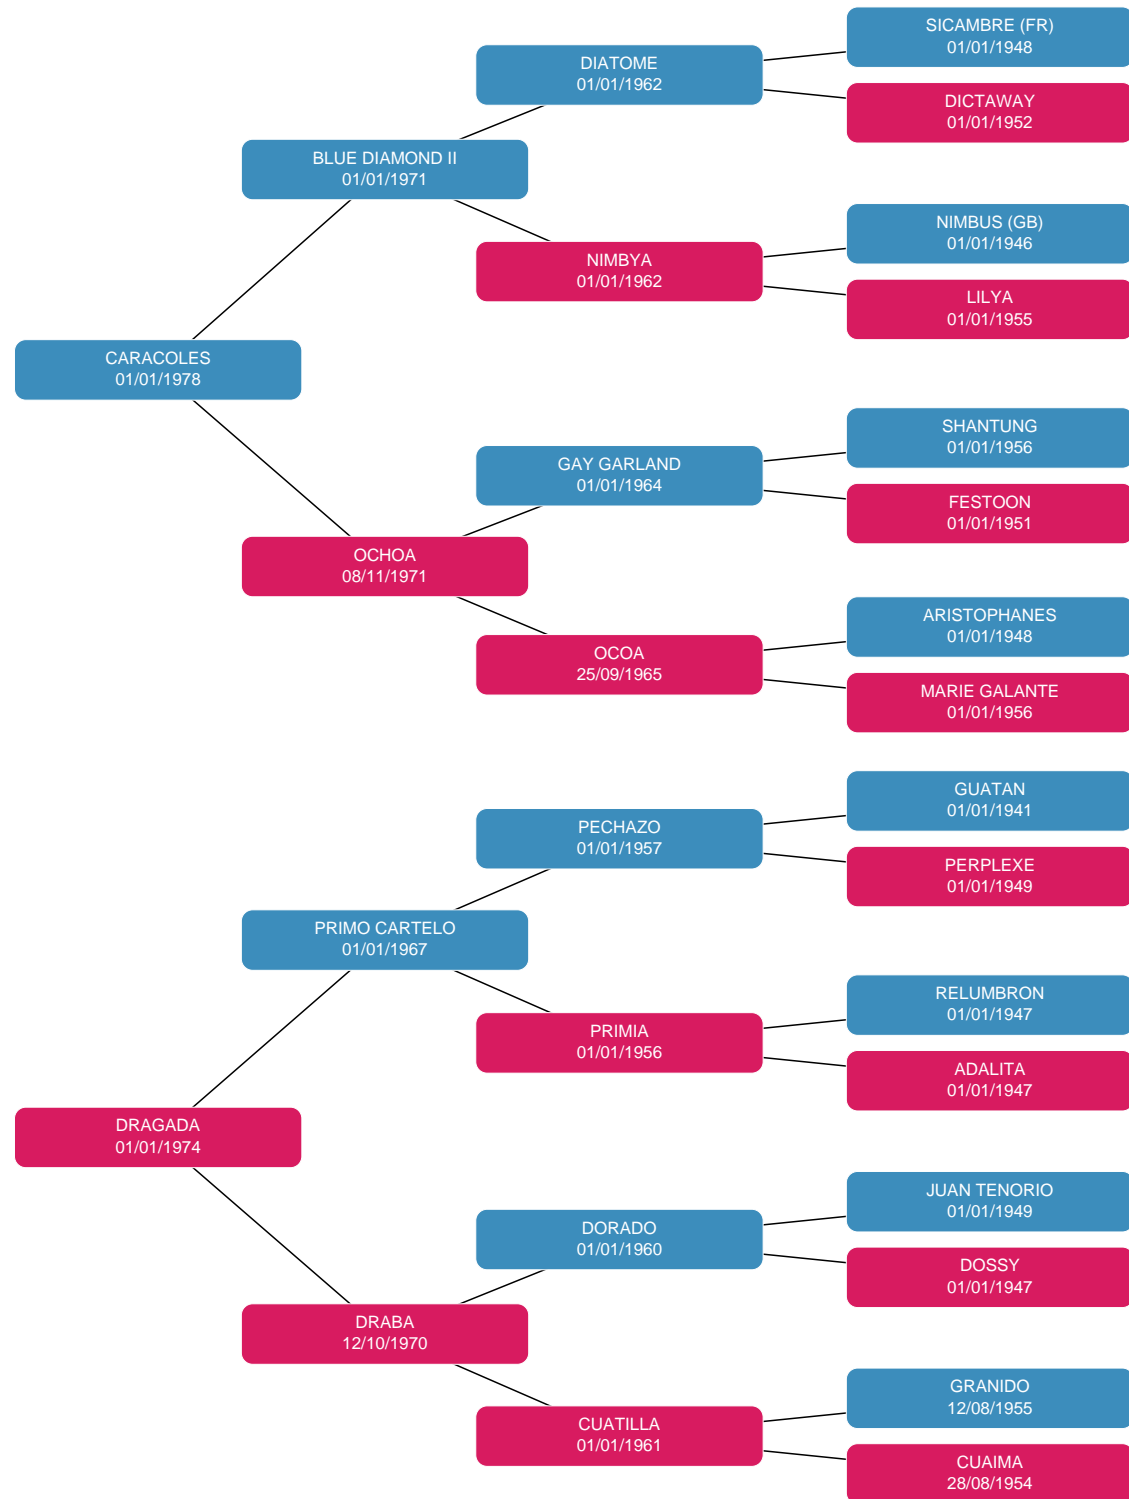 SICAMBRE (FR)
01/01/1948
DIATOME
01/01/1962
DICTAWAY
01/01/1952
BLUE DIAMOND II
01/01/1971
NIMBUS (GB)
01/01/1946
NIMBYA
01/01/1962
LILYA
01/01/1955
CARACOLES
01/01/1978
SHANTUNG
01/01/1956
GAY GARLAND
01/01/1964
FESTOON
01/01/1951
OCHOA
08/11/1971
ARISTOPHANES
01/01/1948
OCOA
25/09/1965
MARIE GALANTE
01/01/1956
GUATAN
01/01/1941
PECHAZO
01/01/1957
PERPLEXE
01/01/1949
PRIMO CARTELO
01/01/1967
RELUMBRON
01/01/1947
PRIMIA
01/01/1956
ADALITA
01/01/1947
DRAGADA
01/01/1974
JUAN TENORIO
01/01/1949
DORADO
01/01/1960
DOSSY
01/01/1947
DRABA
12/10/1970
GRANIDO
12/08/1955
CUATILLA
01/01/1961
CUAIMA
28/08/1954